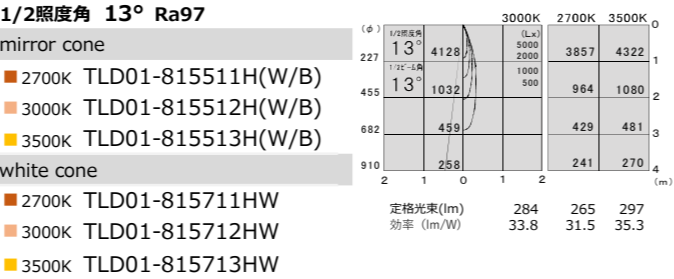 1/2照度角 13° Ra97
mirror cone
2700K TLD01-815511H(W/B)
3000K TLD01-815512H(W/B)
3500K TLD01-815513H(W/B)
white cone
2700K TLD01-815711HW
3000K TLD01-815712HW
3500K TLD01-815713HW
3000K 2700K 3500K
(φ) 1/2照度角 (Lx) 0
13° 4128 5000 3857 4322
2000
227 1/2ビーム角 1
13° 1032 1000 964 1080
500
455 2
459 429 481
682 3
258 241 270
910 4
2 1 0 1 2 (m)
定格光束(lm) 284 265 297
効率 (lm/W) 33.8 31.5 35.3